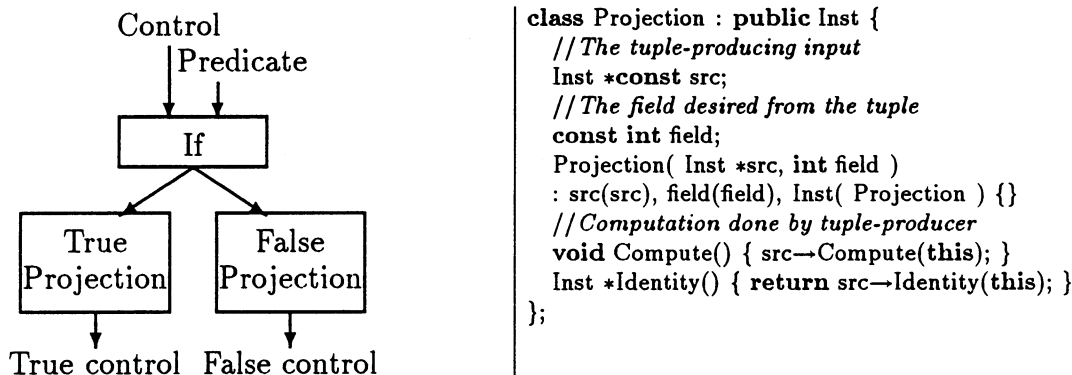 Control
Predicate
If
True
Projection
False
Projection
True control
False control
class Projection : public Inst {
//The tuple-producing input
Inst *const src;
//The field desired from the tuple
const int field;
Projection( Inst *src, int field )
: src(src), field(field), Inst( Projection ) {}
//Computation done by tuple-producer
void Compute() { src→Compute(this); }
Inst *Identity() { return src→Identity(this); }
};